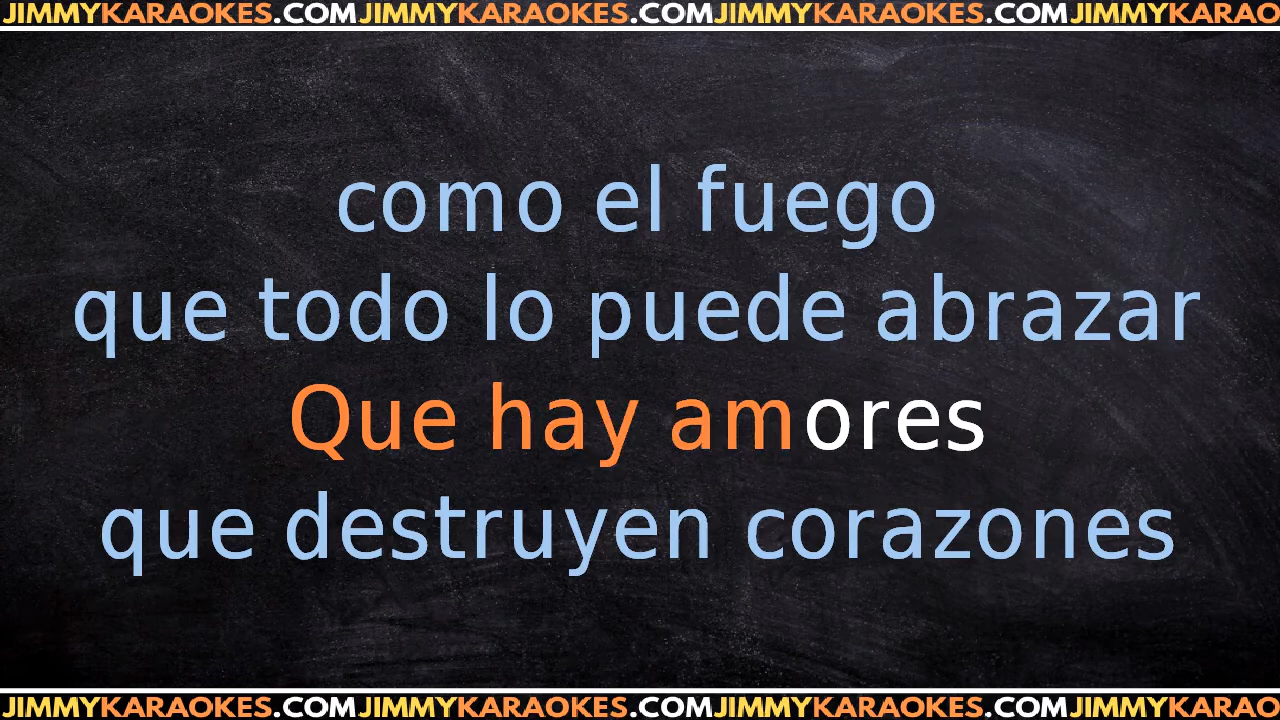 JIMMYKARAOKES.COMJIMMYKARAOKES.COMJIMMYKARAOKES.COMJIMMYKARAO
como el fuego
que todo lo puede abrazar
Que hay amores
que destruyen corazones
JIMMYKARAOKES.COMJIMMYKARAOKES.COMJIMMYKARAOKES.COMJIMMYKARAO